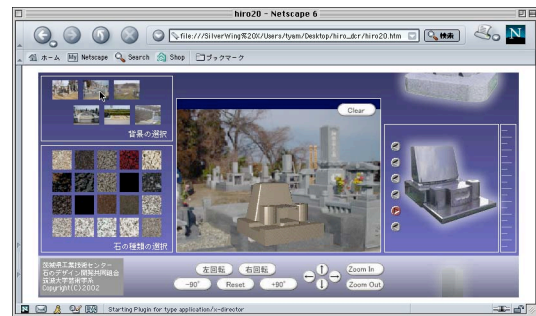 hiro20 - Netscape 6
file:///SilverWing%20X/Users/tyam/Desktop/hiro_dcr/hiro20.htm
検索
N
ホーム My Netscape Search Shop ブックマーク
背景の選択
Clear
石の種類の選択
茨城県工業技術センター
石のデザイン開発共同組合
筑波大学芸術学系
Copyright(C)2002
左回転 右回転
-90° Reset +90°
Zoom In
Zoom Out
Starting Plugin for type application/x-director